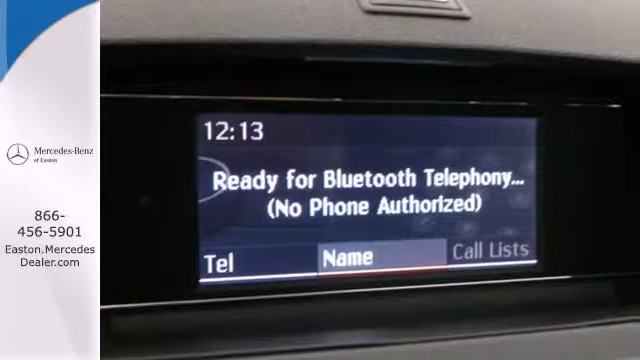 Mercedes-Benz
of Easton
866-
456-5901
Easton.Mercedes
Dealer.com
12:13
Ready for Bluetooth Telephony...
(No Phone Authorized)
Tel Name Call Lists